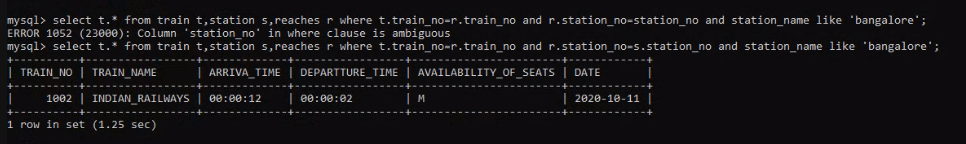 mysql> select t.* from train t,station s,reaches r where t.train_no=r.train_no and r.station_no=station_no and station_name like 'bangalore';
ERROR 1052 (23000): Column 'station_no' in where clause is ambiguous
mysql> select t.* from train t,station s,reaches r where t.train_no=r.train_no and r.station_no=s.station_no and station_name like 'bangalore';
+----------+-----------------+-------------+-----------------+-----------------------+------------+
| TRAIN_NO | TRAIN_NAME | ARRIVA_TIME | DEPARTTURE_TIME | AVAILABILITY_OF_SEATS | DATE |
+----------+-----------------+-------------+-----------------+-----------------------+------------+
| 1002 | INDIAN_RAILWAYS | 00:00:12 | 00:00:02 | M | 2020-10-11 |
+----------+-----------------+-------------+-----------------+-----------------------+------------+
1 row in set (1.25 sec)